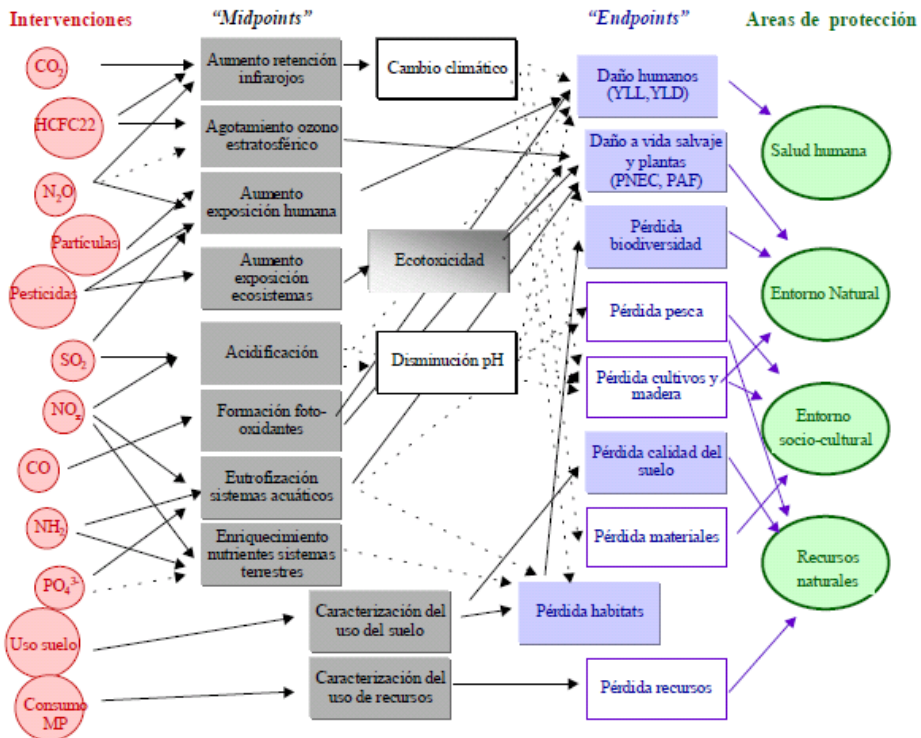 Intervenciones
“Midpoints”
“Endpoints”
Areas de protección
CO2
HCFC22
N2O
Partículas
Pesticidas
SO2
NOx
CO
NH2
PO4 3-
Uso suelo
Consumo
MP
Aumento retención
infrarojos
Agotamiento ozono
estratosférico
Aumento
exposición humana
Aumento
exposición
ecosistemas
Acidificación
Formación foto-
oxidantes
Eutrofización
sistemas acuáticos
Enriquecimiento
nutrientes sistemas
terrestres
Caracterización del
uso del suelo
Caracterización del
uso de recursos
Cambio climático
Ecotoxicidad
Disminución pH
Daño humanos
(YLL,YLD)
Daño a vida salvaje
y plantas
(PNEC, PAF)
Pérdida
biodiversidad
Pérdida pesca
Pérdida cultivos y
madera
Pérdida calidad del
suelo
Pérdida materiales
Pérdida habitats
Pérdida recursos
Salud humana
Entorno Natural
Entorno
socio-cultural
Recursos
naturales